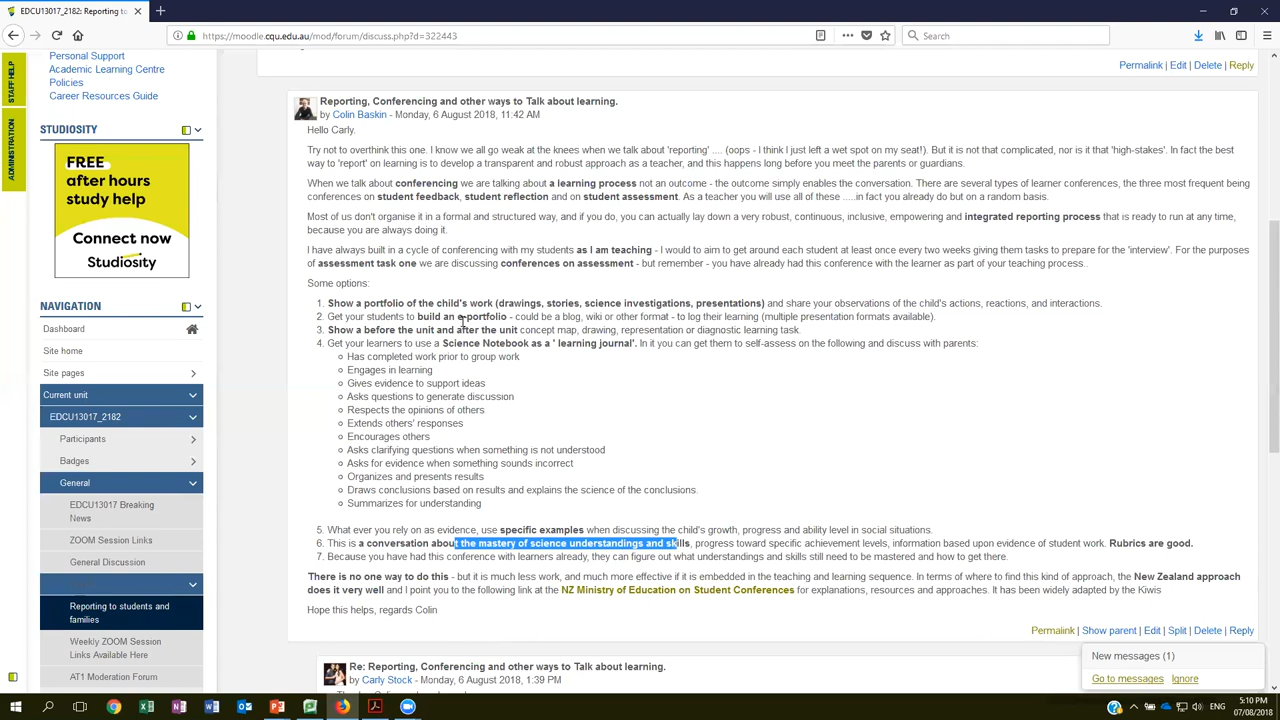 EDCU13017_2182: Reporting to
https://moodle.cqu.edu.au/mod/forum/discuss.php?d=322443
Search
STAFF HELP
ADMINISTRATION
Personal Support
Academic Learning Centre
Policies
Career Resources Guide
STUDIOSITY
FREE
after hours
study help
Connect now
Studiosity
NAVIGATION
Dashboard
Site home
Site pages
Current unit
EDCU13017_2182
Participants
Badges
General
EDCU13017 Breaking
News
ZOOM Session Links
General Discussion
Reporting to students and
families
Weekly ZOOM Session
Links Available Here
AT1 Moderation Forum
Permalink | Edit | Delete | Reply
Reporting, Conferencing and other ways to Talk about learning.
by Colin Baskin - Monday, 6 August 2018, 11:42 AM
Hello Carly.
Try not to overthink this one. I know we all go weak at the knees when we talk about 'reporting' .... (oops - I think I just left a wet spot on my seat!). But it is not that complicated, nor is it that 'high-stakes'. In fact the best
way to 'report' on learning is to develop a transparent and robust approach as a teacher, and this happens long before you meet the parents or guardians.
When we talk about conferencing we are talking about a learning process not an outcome - the outcome simply enables the conversation. There are several types of learner conferences, the three most frequent being
conferences on student feedback, student reflection and on student assessment. As a teacher you will use all of these .....in fact you already do but on a random basis.
Most of us don't organise it in a formal and structured way, and if you do, you can actually lay down a very robust, continuous, inclusive, empowering and integrated reporting process that is ready to run at any time,
because you are always doing it.
I have always built in a cycle of conferencing with my students as I am teaching - I would to aim to get around each student at least once every two weeks giving them tasks to prepare for the 'interview'. For the purposes
of assessment task one we are discussing conferences on assessment - but remember - you have already had this conference with the learner as part of your teaching process..
Some options:
1. Show a portfolio of the child's work (drawings, stories, science investigations, presentations) and share your observations of the child's actions, reactions, and interactions.
2. Get your students to build an e-portfolio - could be a blog, wiki or other format - to log their learning (multiple presentation formats available).
3. Show a before the unit and after the unit concept map, drawing, representation or diagnostic learning task.
4. Get your learners to use a Science Notebook as a ' learning journal'. In it you can get them to self-assess on the following and discuss with parents:
Has completed work prior to group work
Engages in learning
Gives evidence to support ideas
Asks questions to generate discussion
Respects the opinions of others
Extends others' responses
Encourages others
Asks clarifying questions when something is not understood
Asks for evidence when something sounds incorrect
Organizes and presents results
Draws conclusions based on results and explains the science of the conclusions.
Summarizes for understanding
5. What ever you rely on as evidence, use specific examples when discussing the child's growth, progress and ability level in social situations.
6. This is a conversation about the mastery of science understandings and skills, progress toward specific achievement levels, information based upon evidence of student work. Rubrics are good.
7. Because you have had this conference with learners already, they can figure out what understandings and skills still need to be mastered and how to get there.
There is no one way to do this - but it is much less work, and much more effective if it is embedded in the teaching and learning sequence. In terms of where to find this kind of approach, the New Zealand approach
does it very well and I point you to the following link at the NZ Ministry of Education on Student Conferences for explanations, resources and approaches. It has been widely adapted by the Kiwis
Hope this helps, regards Colin
Permalink | Show parent | Edit | Split | Delete | Reply
Re: Reporting, Conferencing and other ways to Talk about learning.
by Carly Stock - Monday, 6 August 2018, 1:39 PM
New messages (1)
Go to messages Ignore
ENG
5:10 PM
07/08/2018